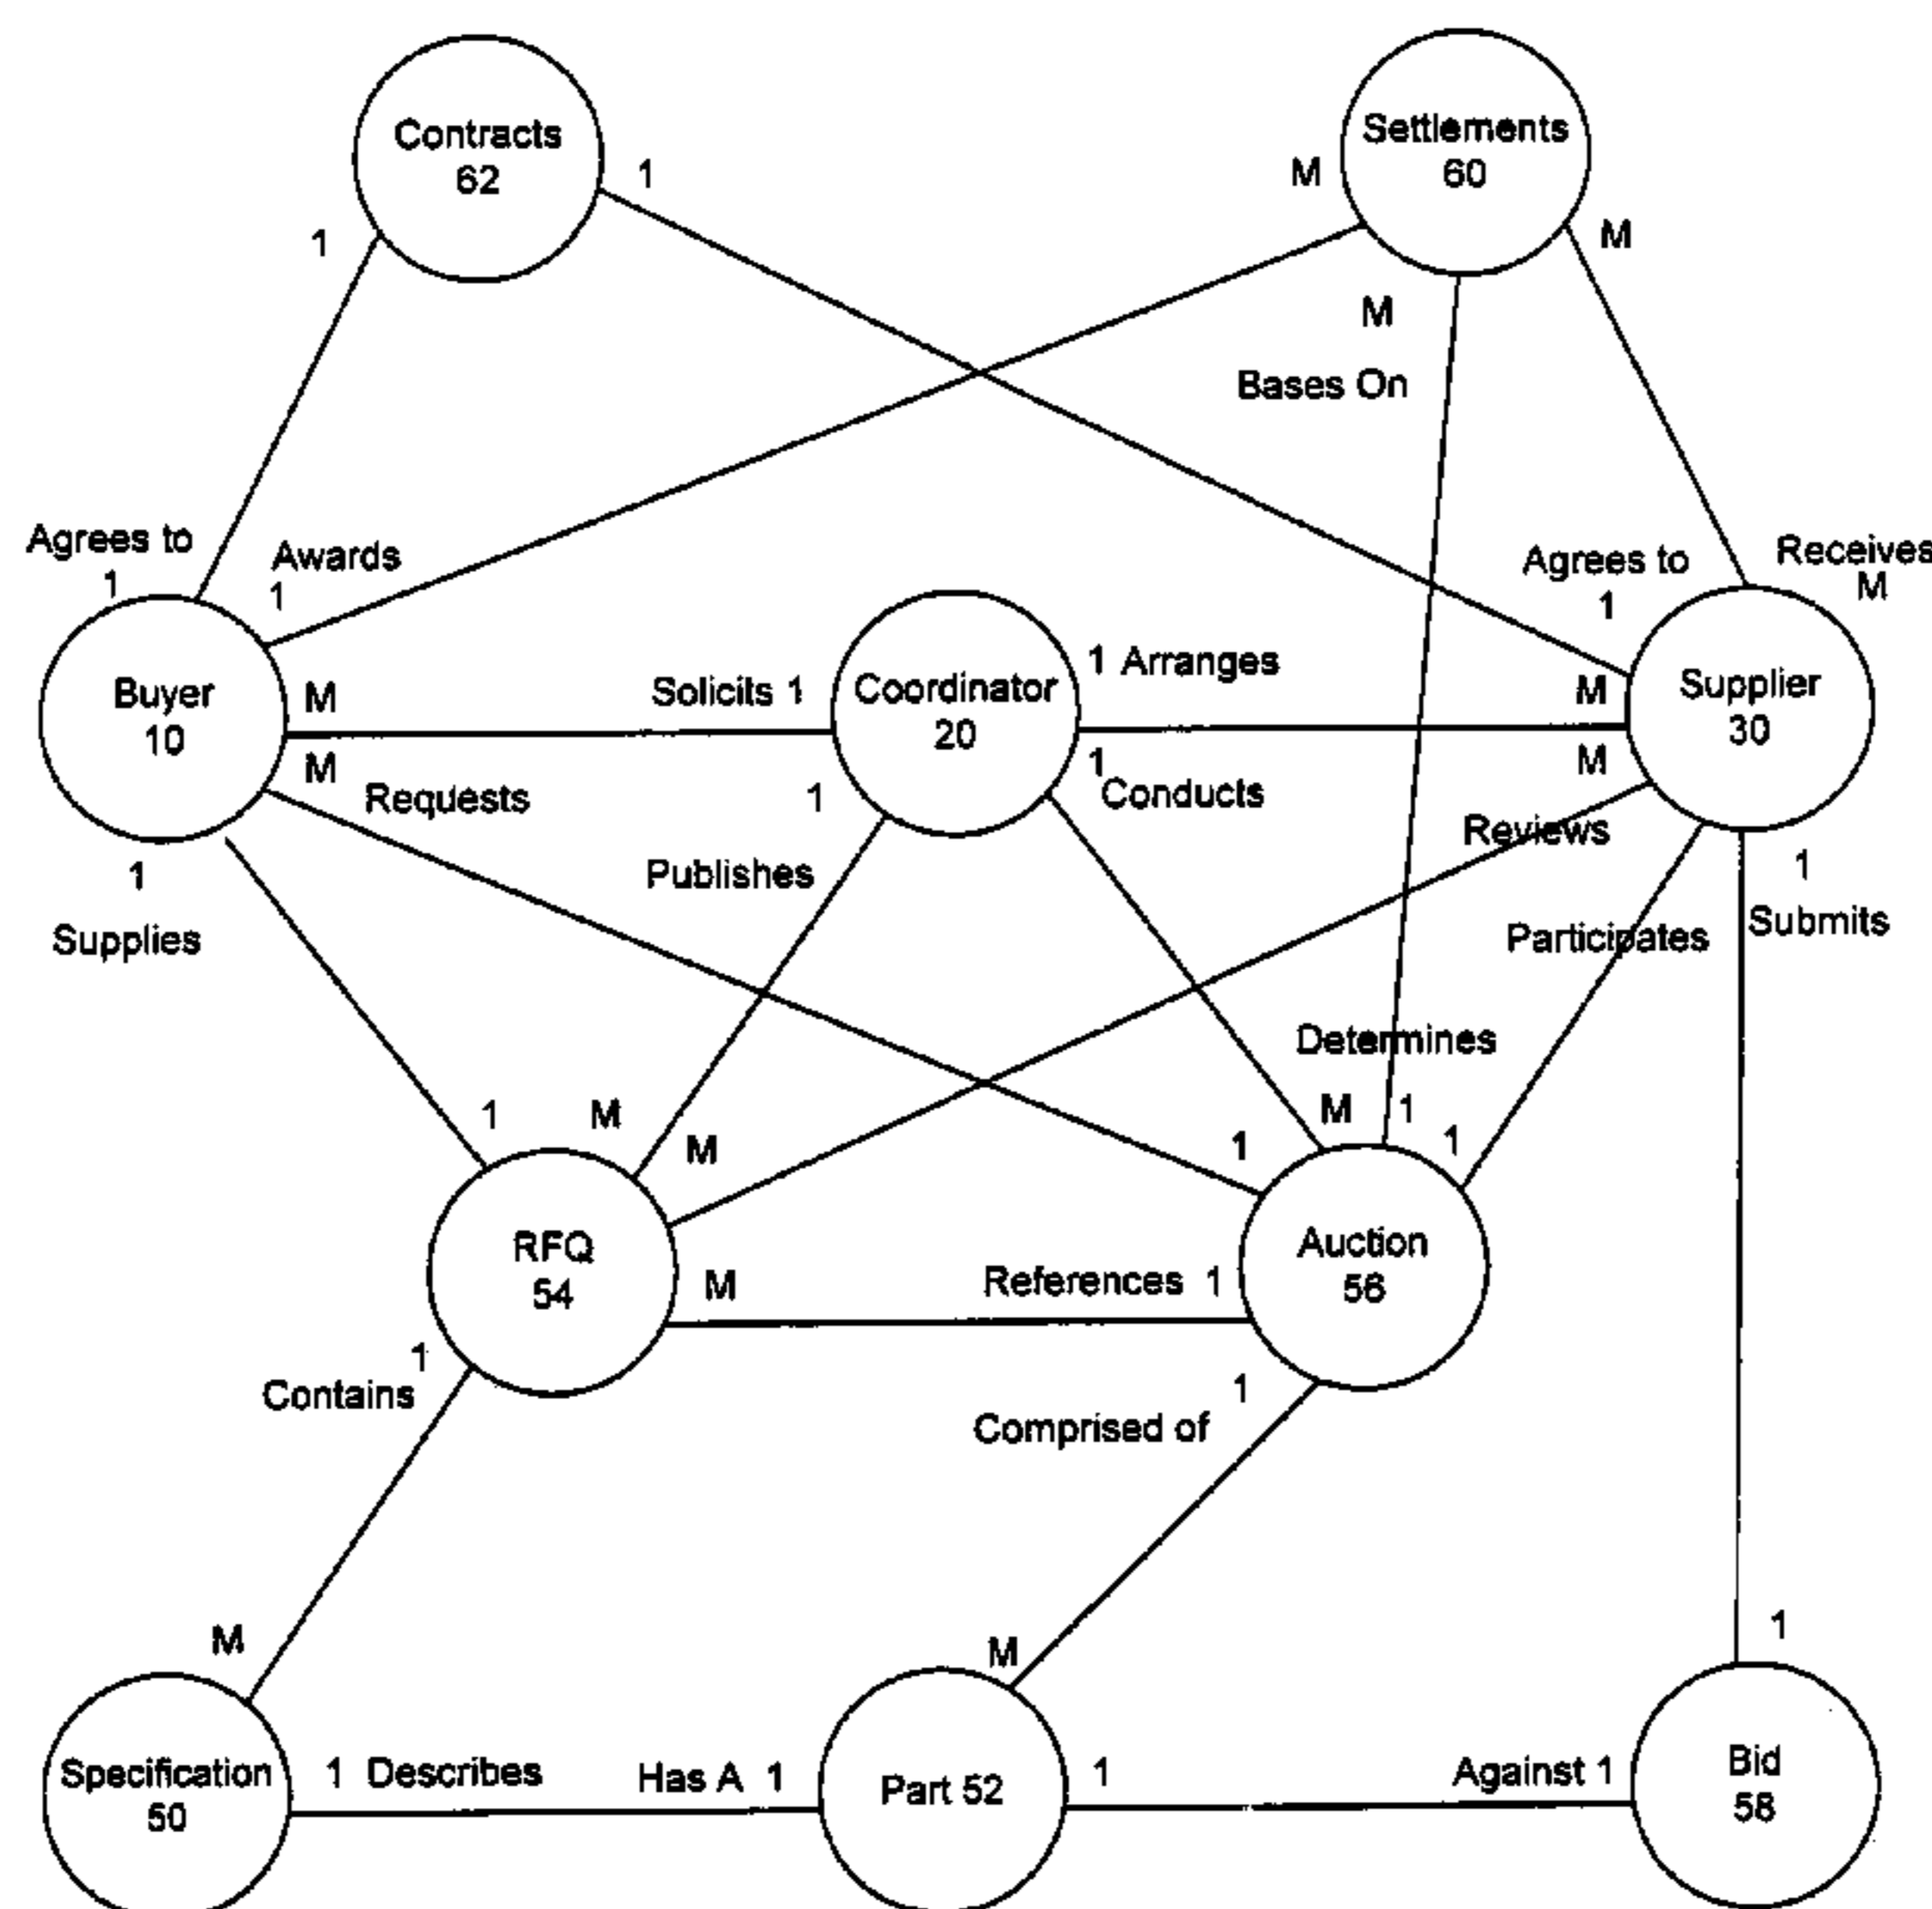 Contracts
62
1
1
Settlements
60
M
M
M
Bases On
Agrees to
1
Awards
1
Agrees to
1
Receives
M
Buyer
10
M
Solicits 1
Coordinator
20
1 Arranges
M
Supplier
30
M
Requests
1
1
Conducts
M
Reviews
1
Supplies
Publishes
Participates
1
Submits
Determines
1
M
M
1
M
1
1
RFQ
54
M
References 1
Auction
56
1
Contains
1
Comprised of
M
M
1
Specification
50
1 Describes
Has A 1
Part 52
1
Against 1
Bid
58